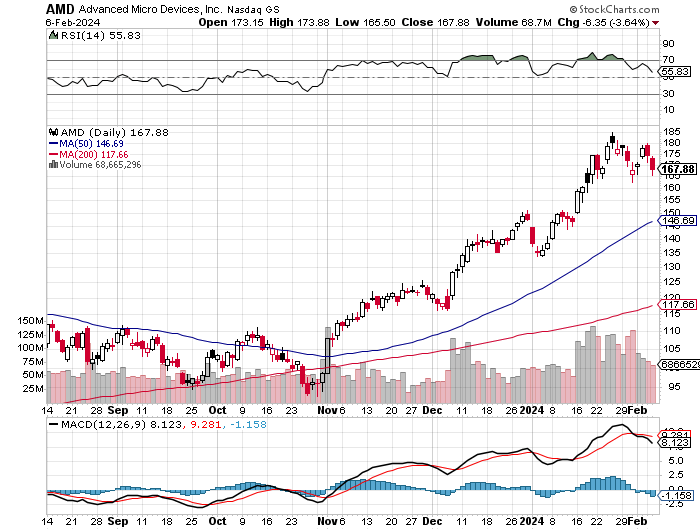 AMD Advanced Micro Devices, Inc. Nasdaq GS © StockCharts.com
6-Feb-2024 Open 173.15 High 173.88 Low 165.50 Close 167.88 Volume 68.7M Chg -6.35 (-3.64%)
RSI(14) 55.83
90
70
55.83
50
30
10
AMD (Daily) 167.88
MA(50) 146.69
MA(200) 117.66
Volume 68,665,296
185
180
175
170
167.88
165
160
155
150
146.69
145
140
135
130
125
120
117.66
115
110
105
100
95
6866529
150M
125M
100M
75M
50M
25M
14 21 28 Sep 11 18 25 Oct 9 16 23 Nov 6 13 20 27 Dec 11 18 26 2024 8 16 22 29 Feb
MACD(12,26,9) 8.123, 9.281, -1.158
9.281
8.123
5.0
2.5
0.0
-1.158
14 21 28 Sep 11 18 25 Oct 9 16 23 Nov 6 13 20 27 Dec 11 18 26 2024 8 16 22 29 Feb